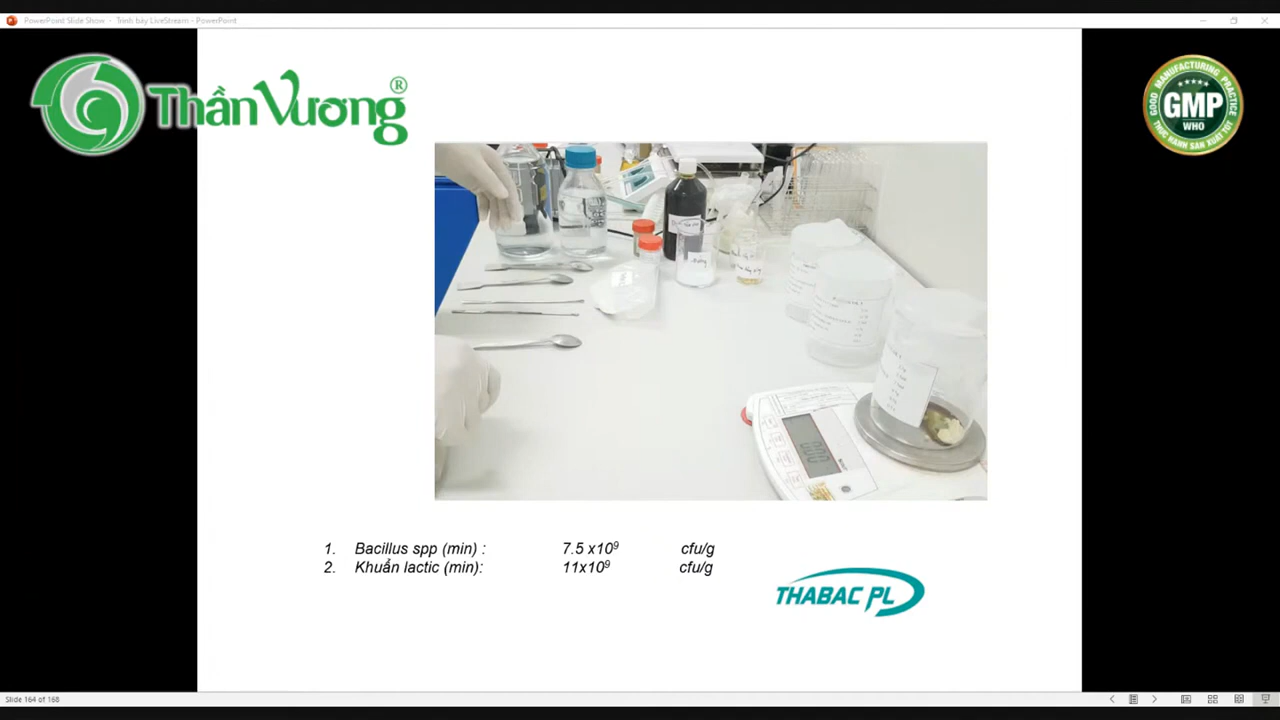 PowerPoint Slide Show - Trình bày LiveStream - PowerPoint
Thần Vương®
GOOD MANUFACTURING PRACTICE
GMP
WHO
THỰC HÀNH SẢN XUẤT TỐT
1. Bacillus spp (min) : 7.5 x10⁹ cfu/g
2. Khuẩn lactic (min): 11x10⁹ cfu/g
THABAC PL
Slide 164 of 168